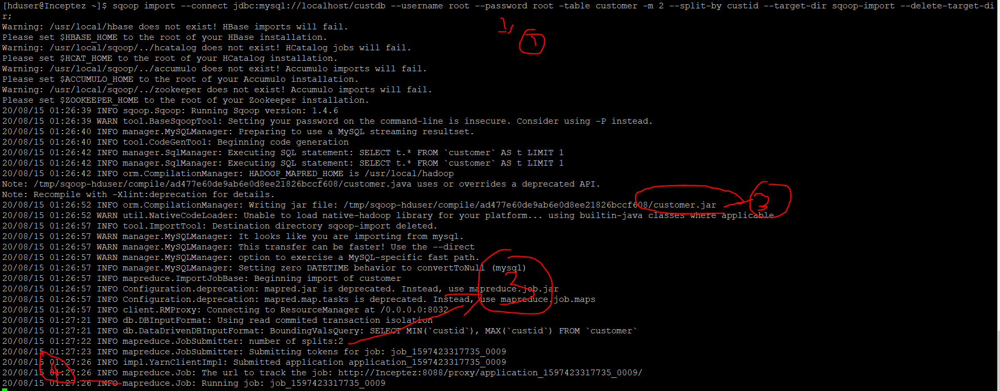 [hduser@Inceptez ~]$ sqoop import --connect jdbc:mysql://localhost/custdb --username root --password root -table customer -m 2 --split-by custid --target-dir sqoop-import --delete-target-di
r;
Warning: /usr/local/hbase does not exist! HBase imports will fail.
Please set $HBASE_HOME to the root of your HBase installation.
1
Warning: /usr/local/sqoop/../hcatalog does not exist! HCatalog jobs will fail.
Please set $HCAT_HOME to the root of your HCatalog installation.
Warning: /usr/local/sqoop/../accumulo does not exist! Accumulo imports will fail.
Please set $ACCUMULO_HOME to the root of your Accumulo installation.
Warning: /usr/local/sqoop/../zookeeper does not exist! Accumulo imports will fail.
Please set $ZOOKEEPER_HOME to the root of your Zookeeper installation.
20/08/15 01:26:39 INFO sqoop.Sqoop: Running Sqoop version: 1.4.6
20/08/15 01:26:39 WARN tool.BaseSqoopTool: Setting your password on the command-line is insecure. Consider using -P instead.
20/08/15 01:26:40 INFO manager.MySQLManager: Preparing to use a MySQL streaming resultset.
20/08/15 01:26:40 INFO tool.CodeGenTool: Beginning code generation
20/08/15 01:26:42 INFO manager.SqlManager: Executing SQL statement: SELECT t.* FROM `customer` AS t LIMIT 1
20/08/15 01:26:42 INFO manager.SqlManager: Executing SQL statement: SELECT t.* FROM `customer` AS t LIMIT 1
20/08/15 01:26:42 INFO orm.CompilationManager: HADOOP_MAPRED_HOME is /usr/local/hadoop
Note: /tmp/sqoop-hduser/compile/ad477e60de9ab6e0d8ee21826bccf608/customer.java uses or overrides a deprecated API.
Note: Recompile with -Xlint:deprecation for details.
20/08/15 01:26:52 INFO orm.CompilationManager: Writing jar file: /tmp/sqoop-hduser/compile/ad477e60de9ab6e0d8ee21826bccf608/customer.jar
3
20/08/15 01:26:52 WARN util.NativeCodeLoader: Unable to load native-hadoop library for your platform... using builtin-java classes where applicable
20/08/15 01:26:57 INFO tool.ImportTool: Destination directory sqoop-import deleted.
20/08/15 01:26:57 WARN manager.MySQLManager: It looks like you are importing from mysql.
20/08/15 01:26:57 WARN manager.MySQLManager: This transfer can be faster! Use the --direct
20/08/15 01:26:57 WARN manager.MySQLManager: option to exercise a MySQL-specific fast path.
20/08/15 01:26:57 INFO manager.MySQLManager: Setting zero DATETIME behavior to convertToNull (mysql)
20/08/15 01:26:57 INFO mapreduce.ImportJobBase: Beginning import of customer
2
20/08/15 01:26:57 INFO Configuration.deprecation: mapred.jar is deprecated. Instead, use mapreduce.job.jar
20/08/15 01:26:57 INFO Configuration.deprecation: mapred.map.tasks is deprecated. Instead, use mapreduce.job.maps
20/08/15 01:26:57 INFO client.RMProxy: Connecting to ResourceManager at /0.0.0.0:8032
20/08/15 01:27:21 INFO db.DBInputFormat: Using read commited transaction isolation
20/08/15 01:27:21 INFO db.DataDrivenDBInputFormat: BoundingValsQuery: SELECT MIN(`custid`), MAX(`custid`) FROM `customer`
20/08/15 01:27:22 INFO mapreduce.JobSubmitter: number of splits:2
20/08/15 01:27:23 INFO mapreduce.JobSubmitter: Submitting tokens for job: job_1597423317735_0009
20/08/15 01:27:26 INFO impl.YarnClientImpl: Submitted application application_1597423317735_0009
4
20/08/15 01:27:26 INFO mapreduce.Job: The url to track the job: http://Inceptez:8088/proxy/application_1597423317735_0009/
20/08/15 01:27:26 INFO mapreduce.Job: Running job: job_1597423317735_0009